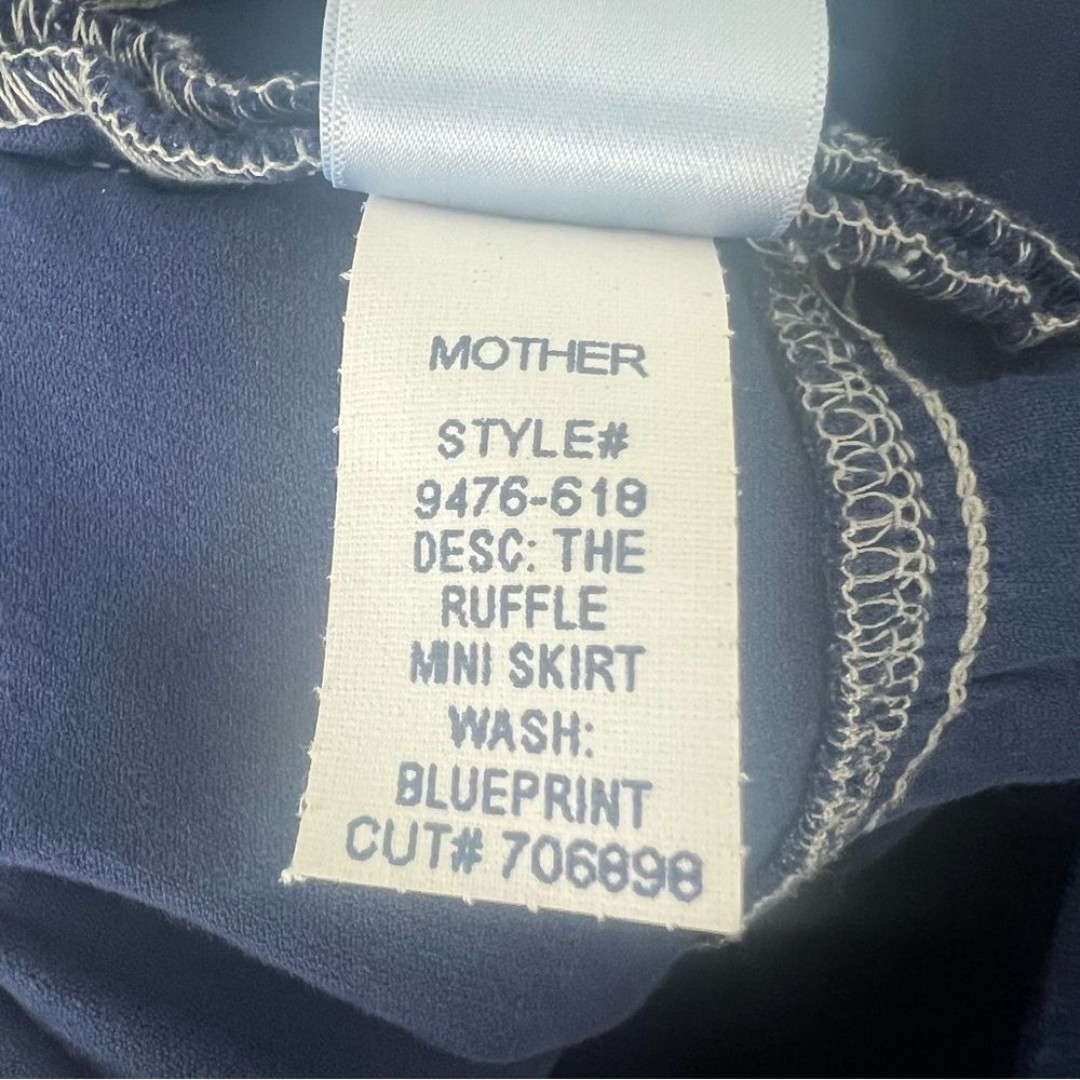 MOTHER
STYLE#
9476-618
DESC: THE
RUFFLE
MINI SKIRT
WASH:
BLUEPRINT
CUT# 706898